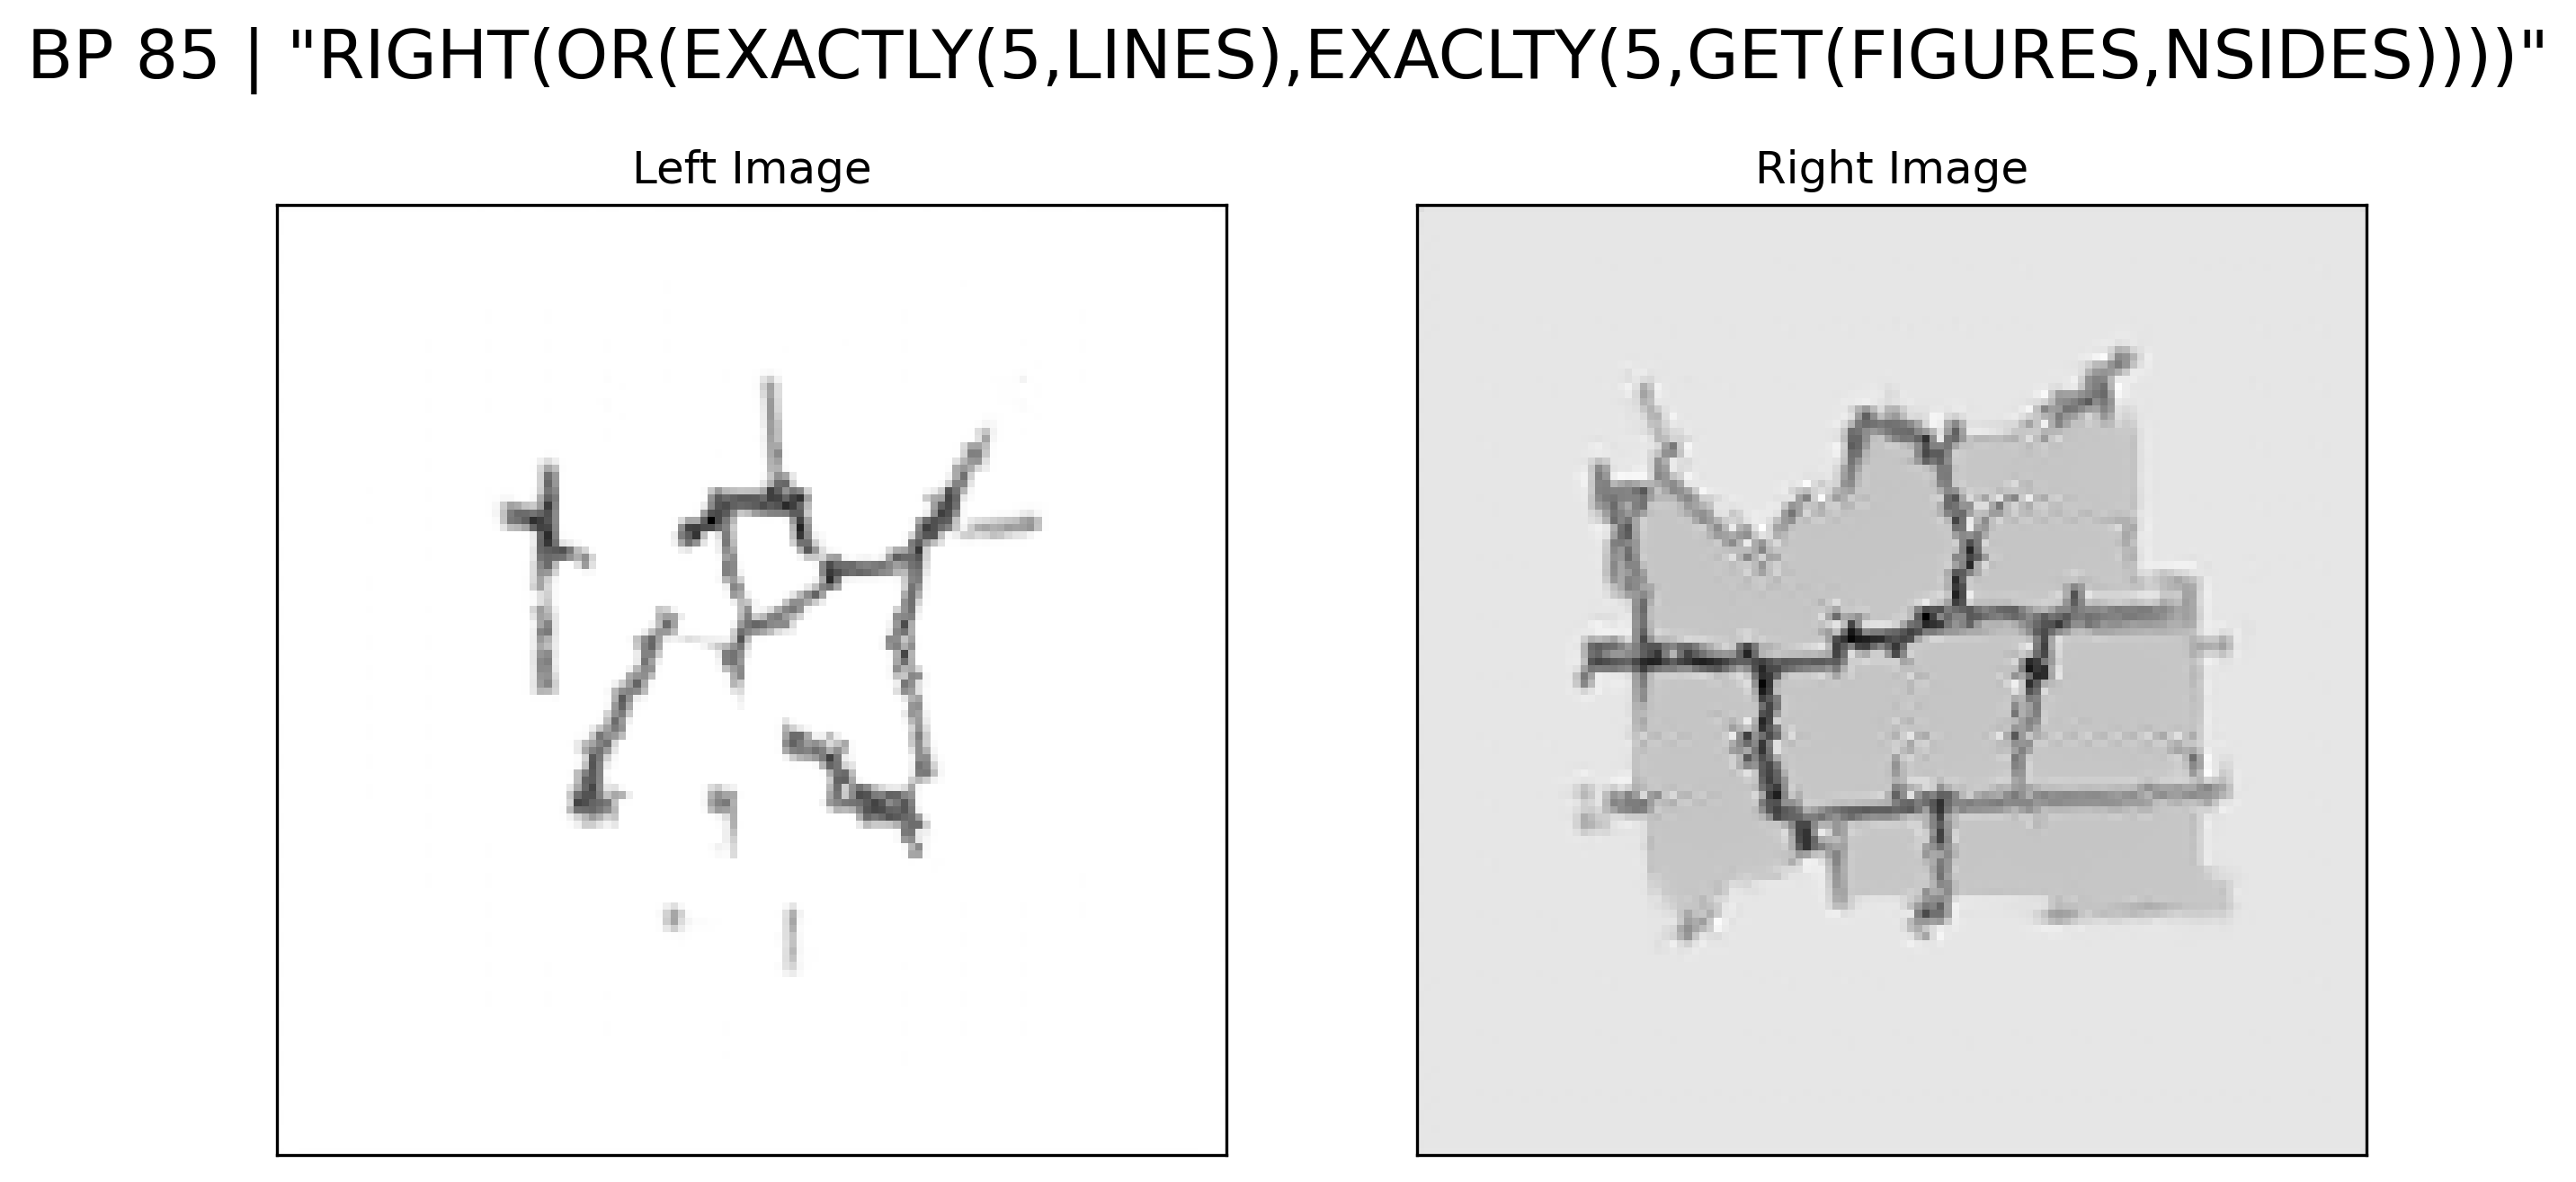 BP 85 | "RIGHT(OR(EXACTLY(5,LINES),EXACLTY(5,GET(FIGURES,NSIDES))))"
Left Image
Right Image